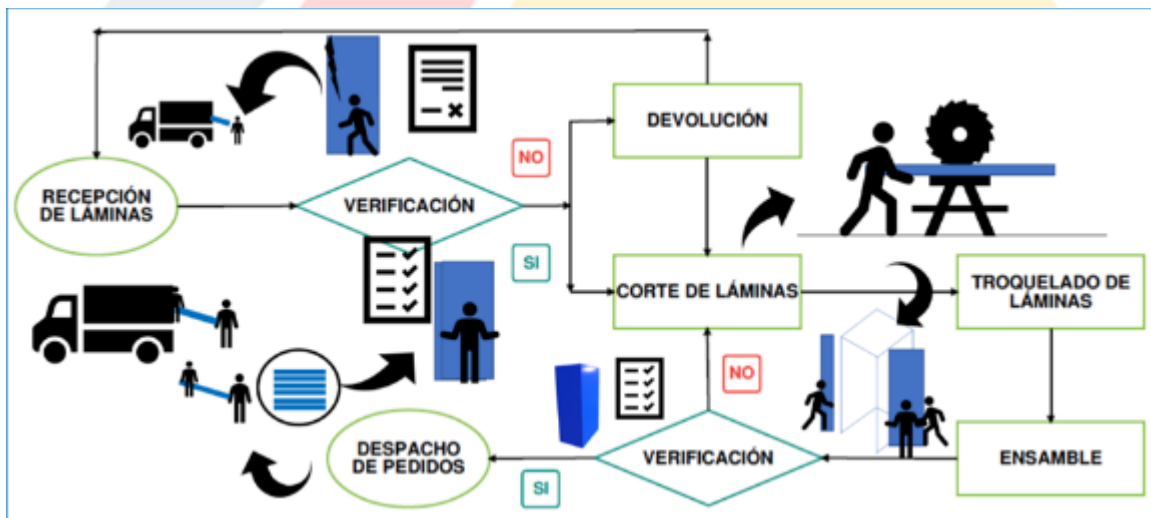 NO
DEVOLUCIÓN
RECEPCIÓN
DE LÁMINAS
VERIFICACIÓN
SI
CORTE DE LÁMINAS
TROQUELADO DE
LÁMINAS
NO
DESPACHO
DE PEDIDOS
VERIFICACIÓN
ENSAMBLE
SI